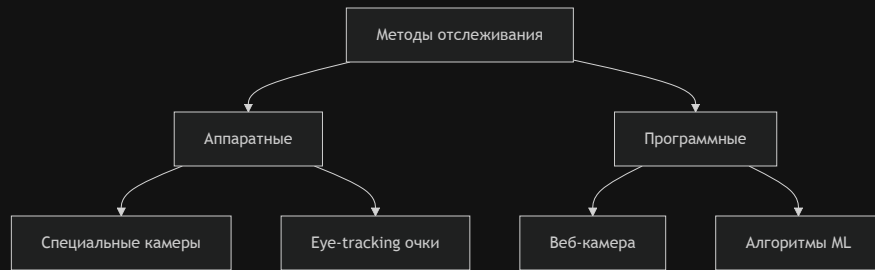 Методы отслеживания
Аппаратные
Программные
Специальные камеры
Eye-tracking очки
Веб-камера
Алгоритмы ML